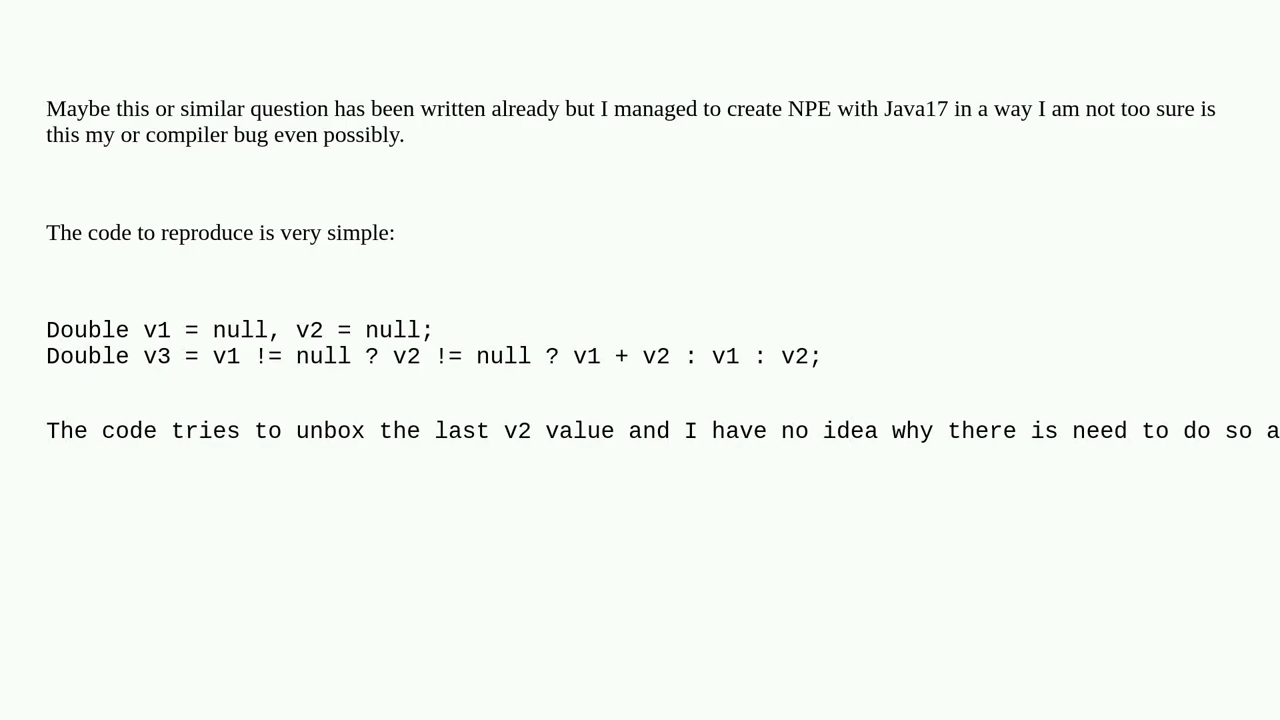 Maybe this or similar question has been written already but I managed to create NPE with Java17 in a way I am not too sure is
this my or compiler bug even possibly.
The code to reproduce is very simple:
Double v1 = null, v2 = null;
Double v3 = v1 != null ? v2 != null ? v1 + v2 : v1 : v2;
The code tries to unbox the last v2 value and I have no idea why there is need to do so a